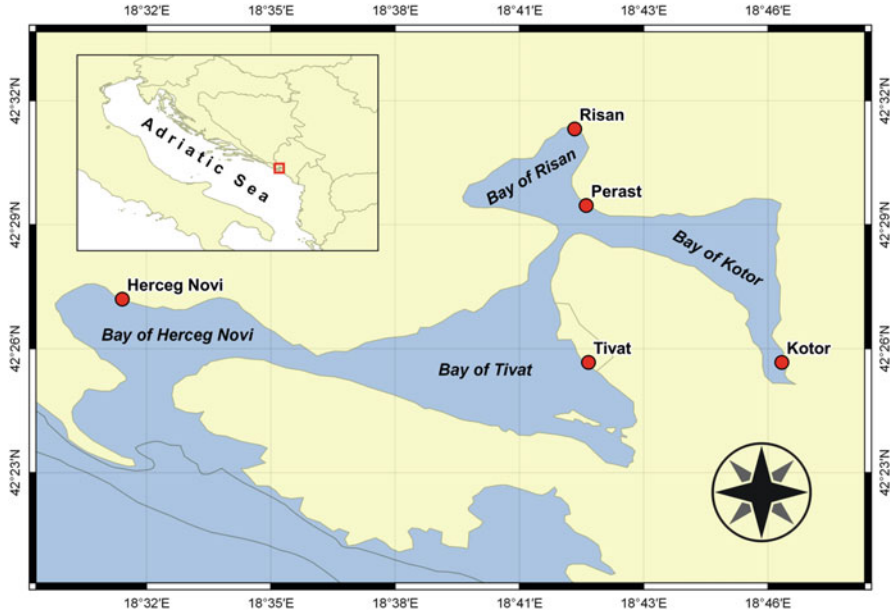 18°32'E 18°35'E 18°38'E 18°41'E 18°43'E 18°46'E
42°32'N
42°32'N
Adriatic Sea
Risan
Bay of Risan
Perast
42°29'N
42°29'N
Bay of Kotor
Herceg Novi
Bay of Herceg Novi
Tivat
Kotor
42°26'N
42°26'N
Bay of Tivat
42°23'N
42°23'N
18°32'E 18°35'E 18°38'E 18°41'E 18°43'E 18°46'E